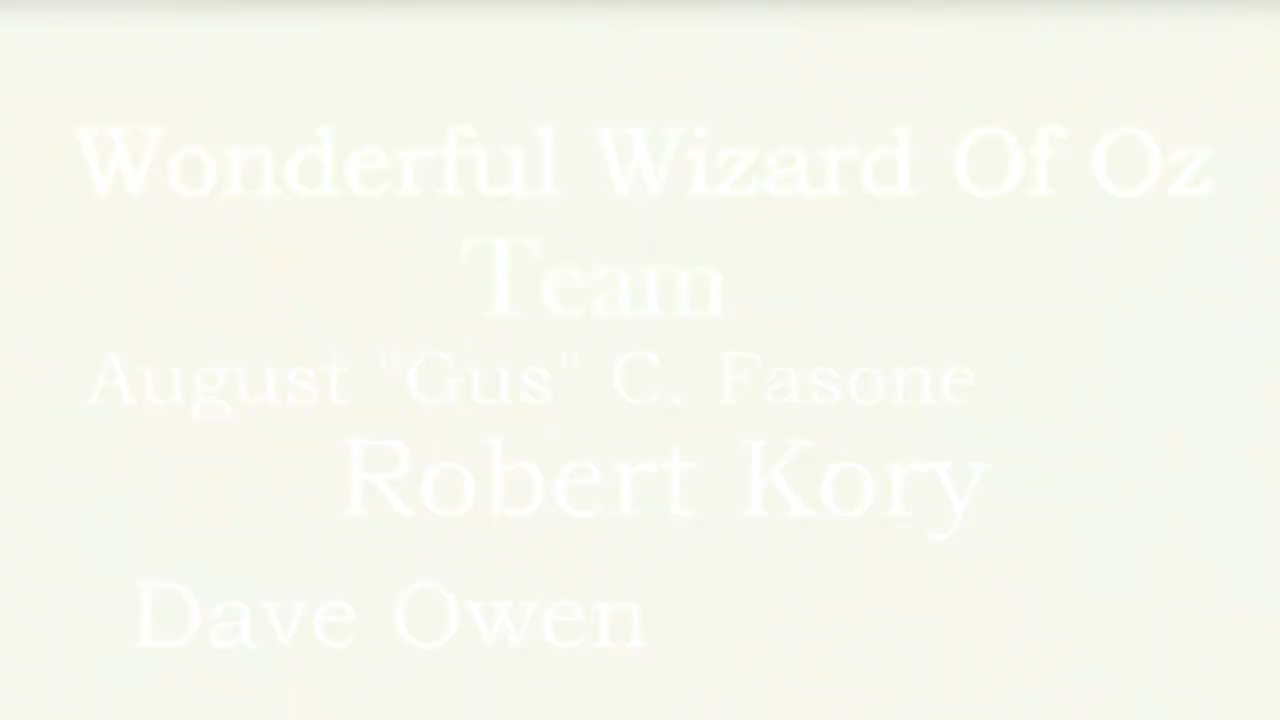 Wonderful Wizard Of Oz
Team
August "Gus" C. Fasone
Robert Kory
Dave Owen